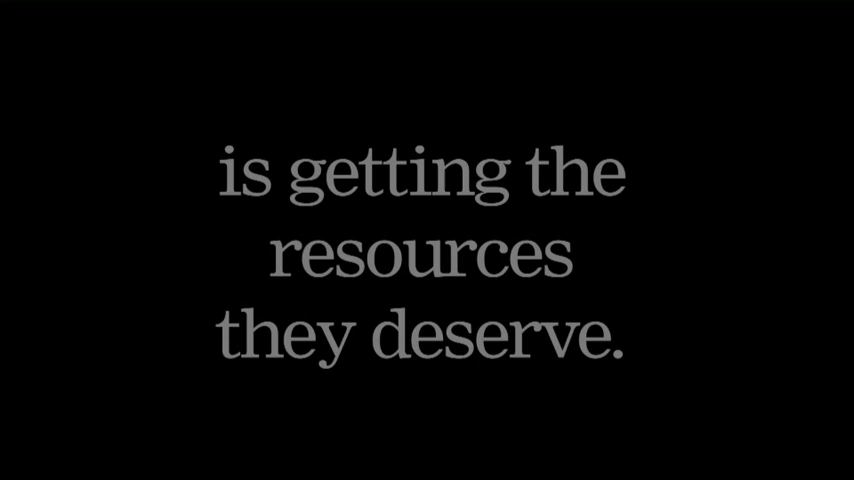 is getting the
resources
they deserve.